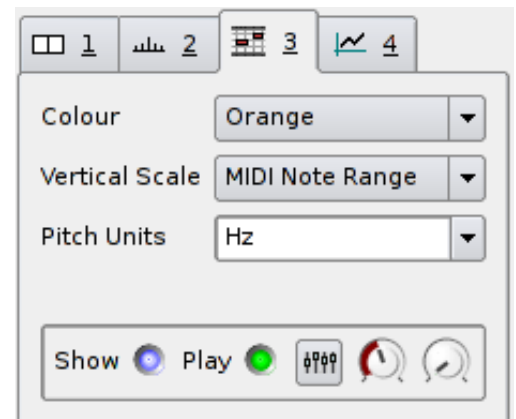 1 2 3 4
Colour Orange
Vertical Scale MIDI Note Range
Pitch Units Hz
Show Play